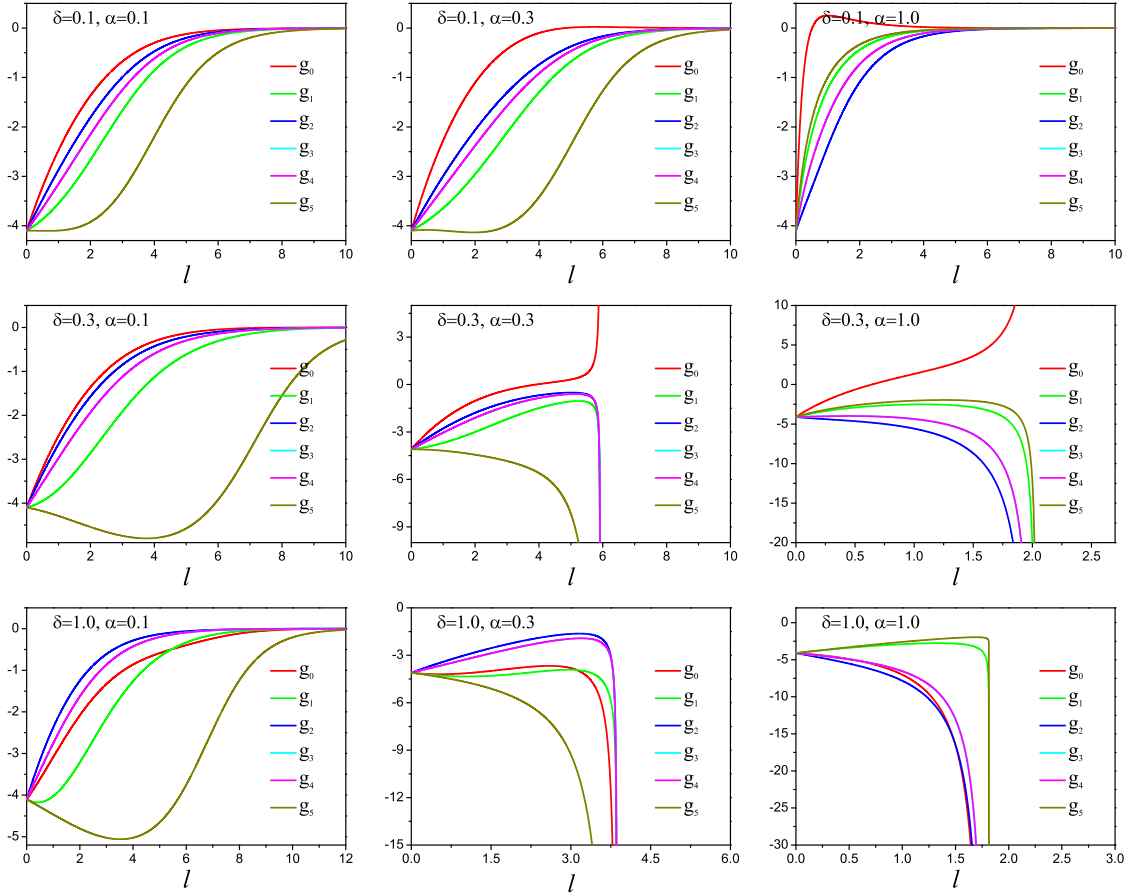 δ=0.1, α=0.1
0
-1
-2
-3
-4
g₀
g₁
g₂
g₃
g₄
g₅
0 2 4 6 8 10
l
δ=0.1, α=0.3
0
-1
-2
-3
-4
g₀
g₁
g₂
g₃
g₄
g₅
0 2 4 6 8 10
l
δ=0.1, α=1.0
0
-1
-2
-3
-4
g₀
g₁
g₂
g₃
g₄
g₅
0 2 4 6 8 10
l
δ=0.3, α=0.1
0
-1
-2
-3
-4
g₀
g₁
g₂
g₃
g₄
g₅
0 2 4 6 8 10
l
δ=0.3, α=0.3
3
0
-3
-6
-9
g₀
g₁
g₂
g₃
g₄
g₅
0 2 4 6 8 10
l
δ=0.3, α=1.0
10
5
0
-5
-10
-15
-20
g₀
g₁
g₂
g₃
g₄
g₅
0.0 0.5 1.0 1.5 2.0 2.5
l
δ=1.0, α=0.1
0
-1
-2
-3
-4
-5
g₀
g₁
g₂
g₃
g₄
g₅
0 2 4 6 8 10 12
l
δ=1.0, α=0.3
0
-3
-6
-9
-12
-15
g₀
g₁
g₂
g₃
g₄
g₅
0.0 1.5 3.0 4.5 6.0
l
δ=1.0, α=1.0
0
-5
-10
-15
-20
-25
-30
g₀
g₁
g₂
g₃
g₄
g₅
0.0 0.5 1.0 1.5 2.0 2.5 3.0
l